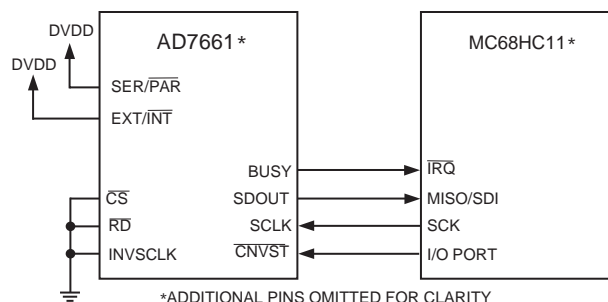 DVDD
DVDD
AD7661*
MC68HC11*
SER/PAR
EXT/INT
BUSY
IRQ
CS
SDOUT
MISO/SDI
RD
SCLK
SCK
INVSCLK
CNVST
I/O PORT
*ADDITIONAL PINS OMITTED FOR CLARITY